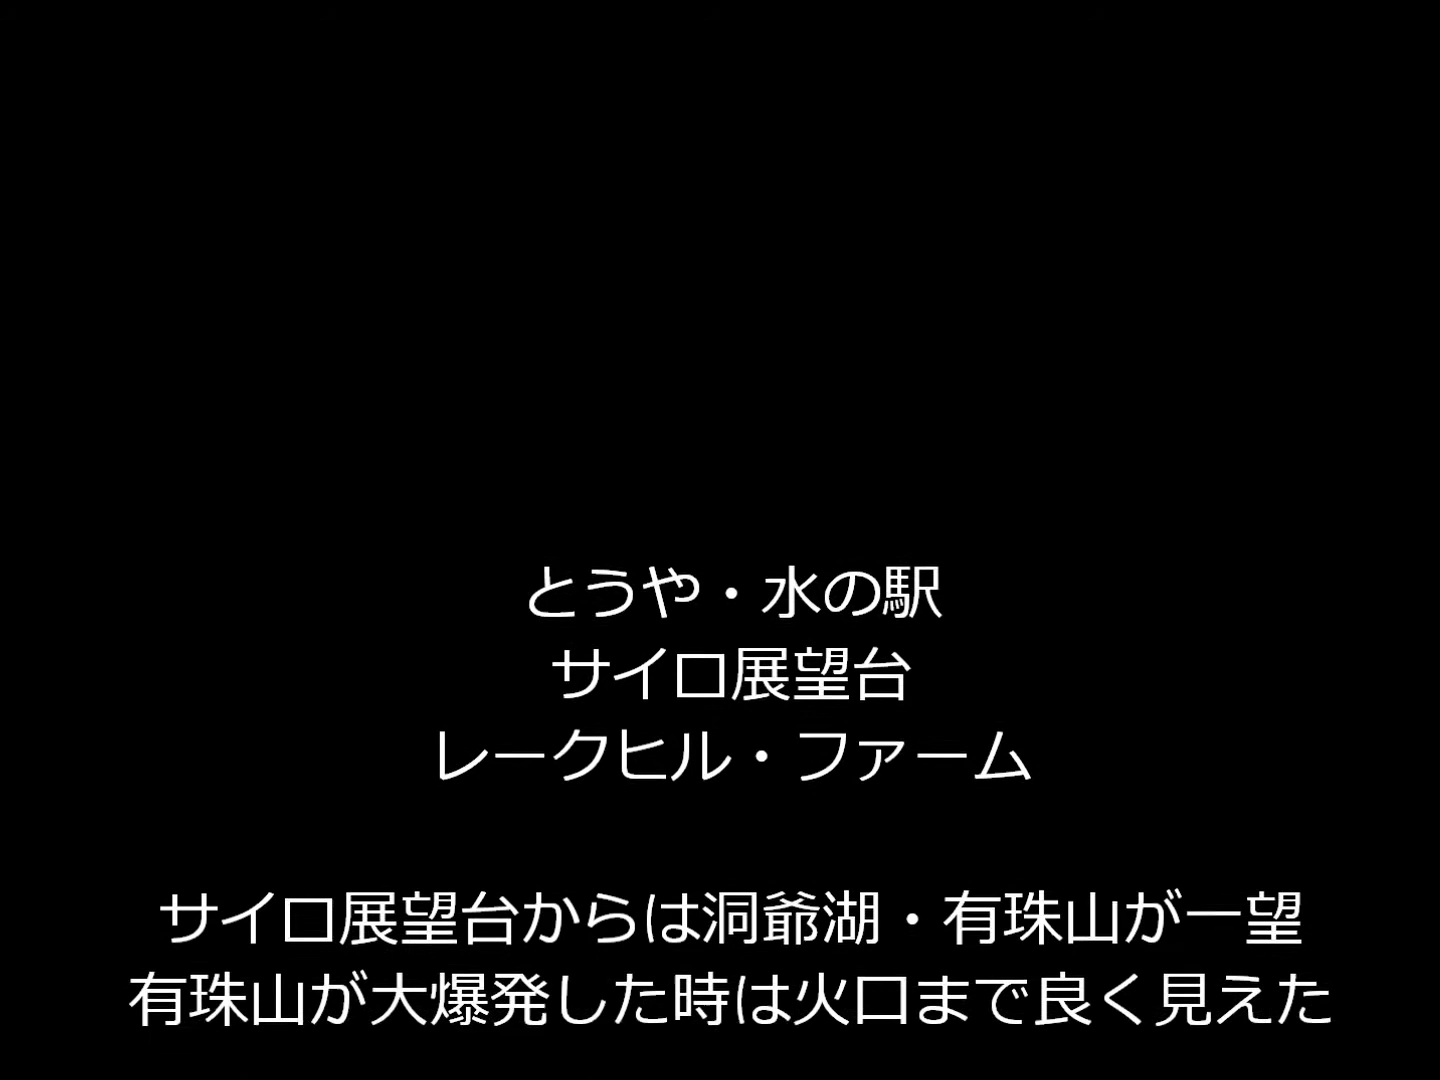 とうや・水の駅
サイロ展望台
レークヒル・ファーム
サイロ展望台からは洞爺湖・有珠山が一望
有珠山が大爆発した時は火口まで良く見えた